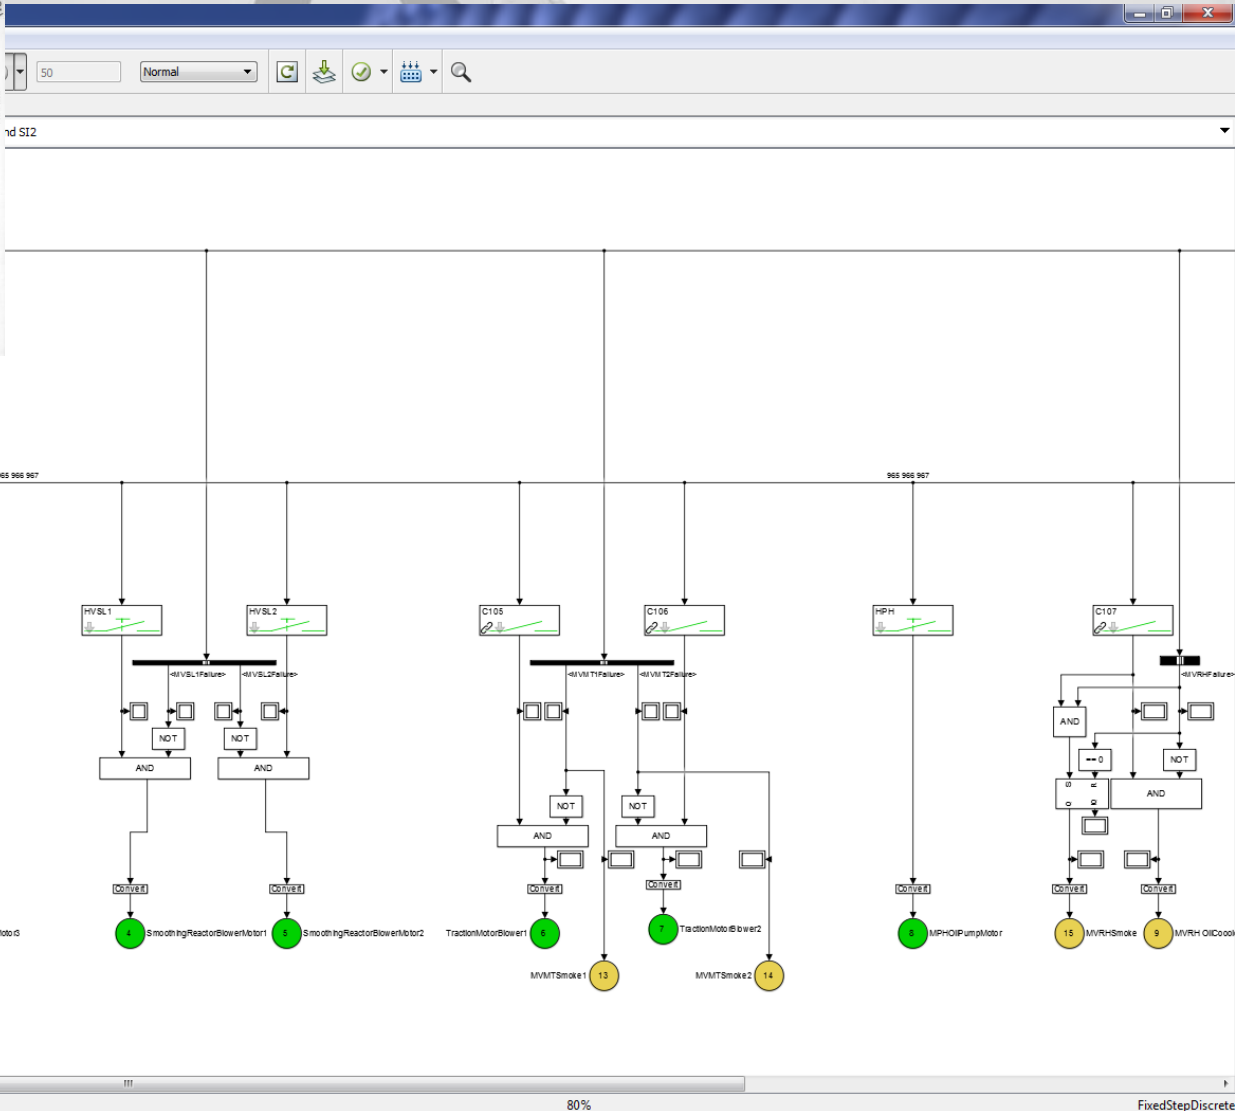 50
Normal
nd SI2
965 966 967
965 966 967
HVSL1
HVSL2
C105
C106
HPH
C107
<MVSL1Failure>
<MVSL2Failure>
<MVMT1Failure>
<MVMT2Failure>
<MVRHFailure>
NOT
NOT
AND
AND
NOT
NOT
AND
AND
AND
== 0
NOT
S
R
Q
AND
Convert
Convert
Convert
Convert
Convert
Convert
Convert
4
SmoothingReactorBlowerMotor1
5
SmoothingReactorBlowerMotor2
TractionMotorBlower1
6
7
TractionMotorBlower2
8
MPHOilPumpMotor
15
MVRHSmoke
9
MVRH OilCoool
MVMTSmoke1
13
MVMTSmoke2
14
80%
FixedStepDiscrete